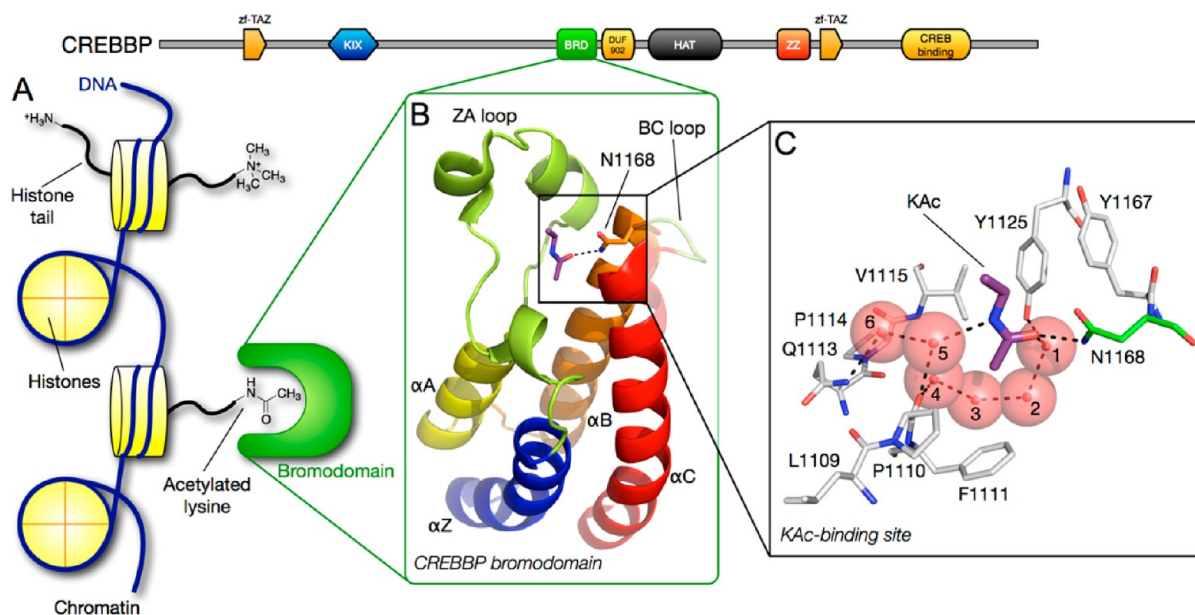 zf-TAZ
zf-TAZ
CREBBP
KIX
BRD
DUF
902
HAT
ZZ
CREB
binding
A
DNA
+H3N
CH3
N+
H3C
CH3
Histone
tail
Histones
H
N
CH3
O
Bromodomain
Acetylated
lysine
Chromatin
B
ZA loop
BC loop
N1168
αA
αB
αC
αZ
CREBBP bromodomain
C
KAc
Y1125
Y1167
V1115
P1114
Q1113
6
5
4
3
2
1
N1168
L1109
P1110
F1111
KAc-binding site